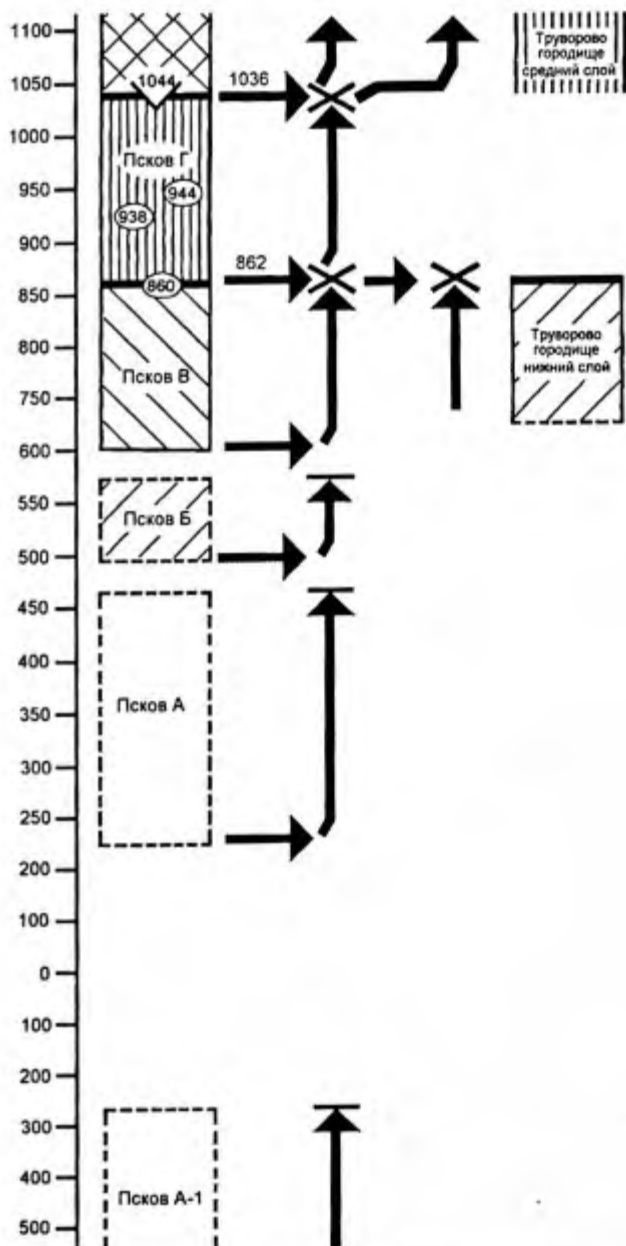 1100
1050
1000
950
900
850
800
750
700
650
600
550
500
450
400
350
300
250
200
100
0
100
200
300
400
500
1044
Псков Г
944
938
860
Псков В
Псков Б
Псков А
Псков А-1
1036
862
Труворово
городище
средний слой
Труворово
городище
нижний слой